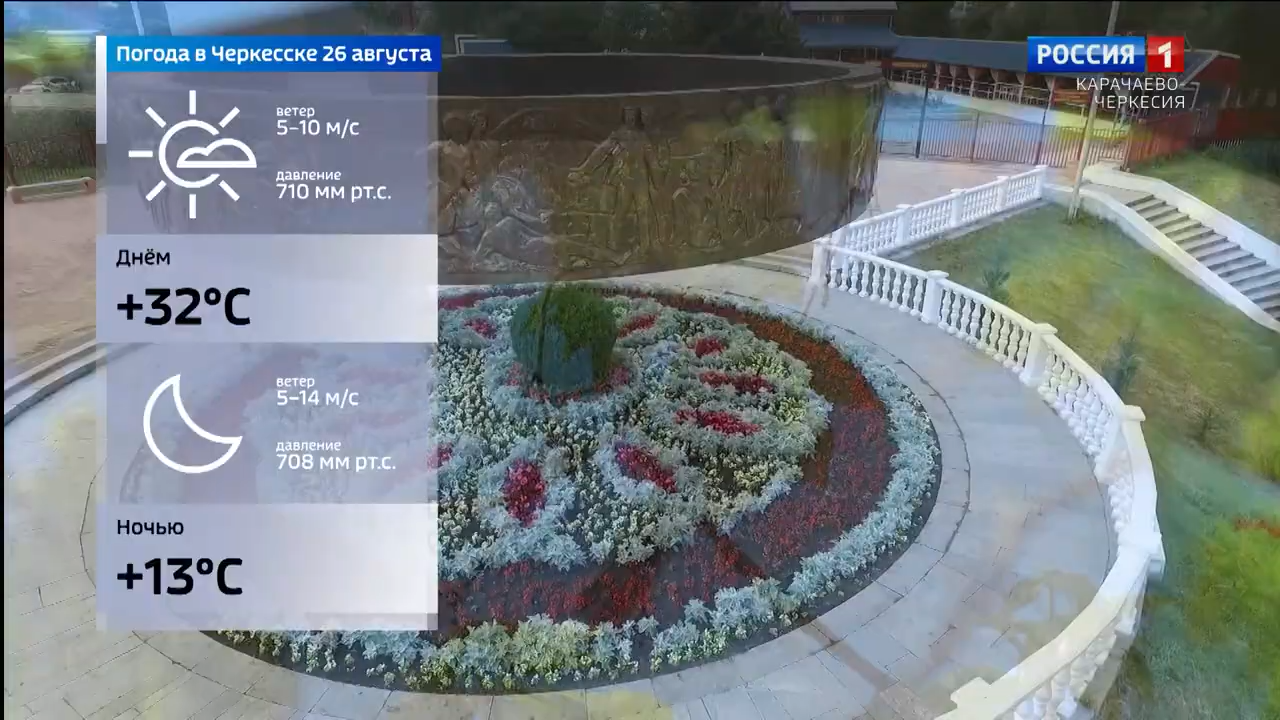 Погода в Черкесске 26 августа
РОССИЯ 1
КАРАЧАЕВО
ЧЕРКЕСИЯ
ветер
5-10 м/с
давление
710 мм рт.с.
Днём
+32°C
ветер
5-14 м/с
давление
708 мм рт.с.
Ночью
+13°C